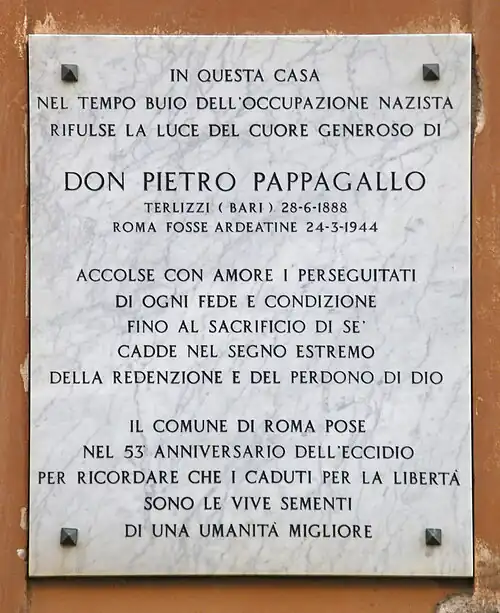 IN QUESTA CASA
NEL TEMPO BUIO DELL'OCCUPAZIONE NAZISTA
RIFULSE LA LUCE DEL CUORE GENEROSO DI
DON PIETRO PAPPAGALLO
TERLIZZI (BARI) 28-6-1888
ROMA FOSSE ARDEATINE 24-3-1944
ACCOLSE CON AMORE I PERSEGUITATI
DI OGNI FEDE E CONDIZIONE
FINO AL SACRIFICIO DI SE'
CADDE NEL SEGNO ESTREMO
DELLA REDENZIONE E DEL PERDONO DI DIO
IL COMUNE DI ROMA POSE
NEL 53° ANNIVERSARIO DELL'ECCIDIO
PER RICORDARE CHE I CADUTI PER LA LIBERTÀ
SONO LE VIVE SEMENTI
DI UNA UMANITÀ MIGLIORE